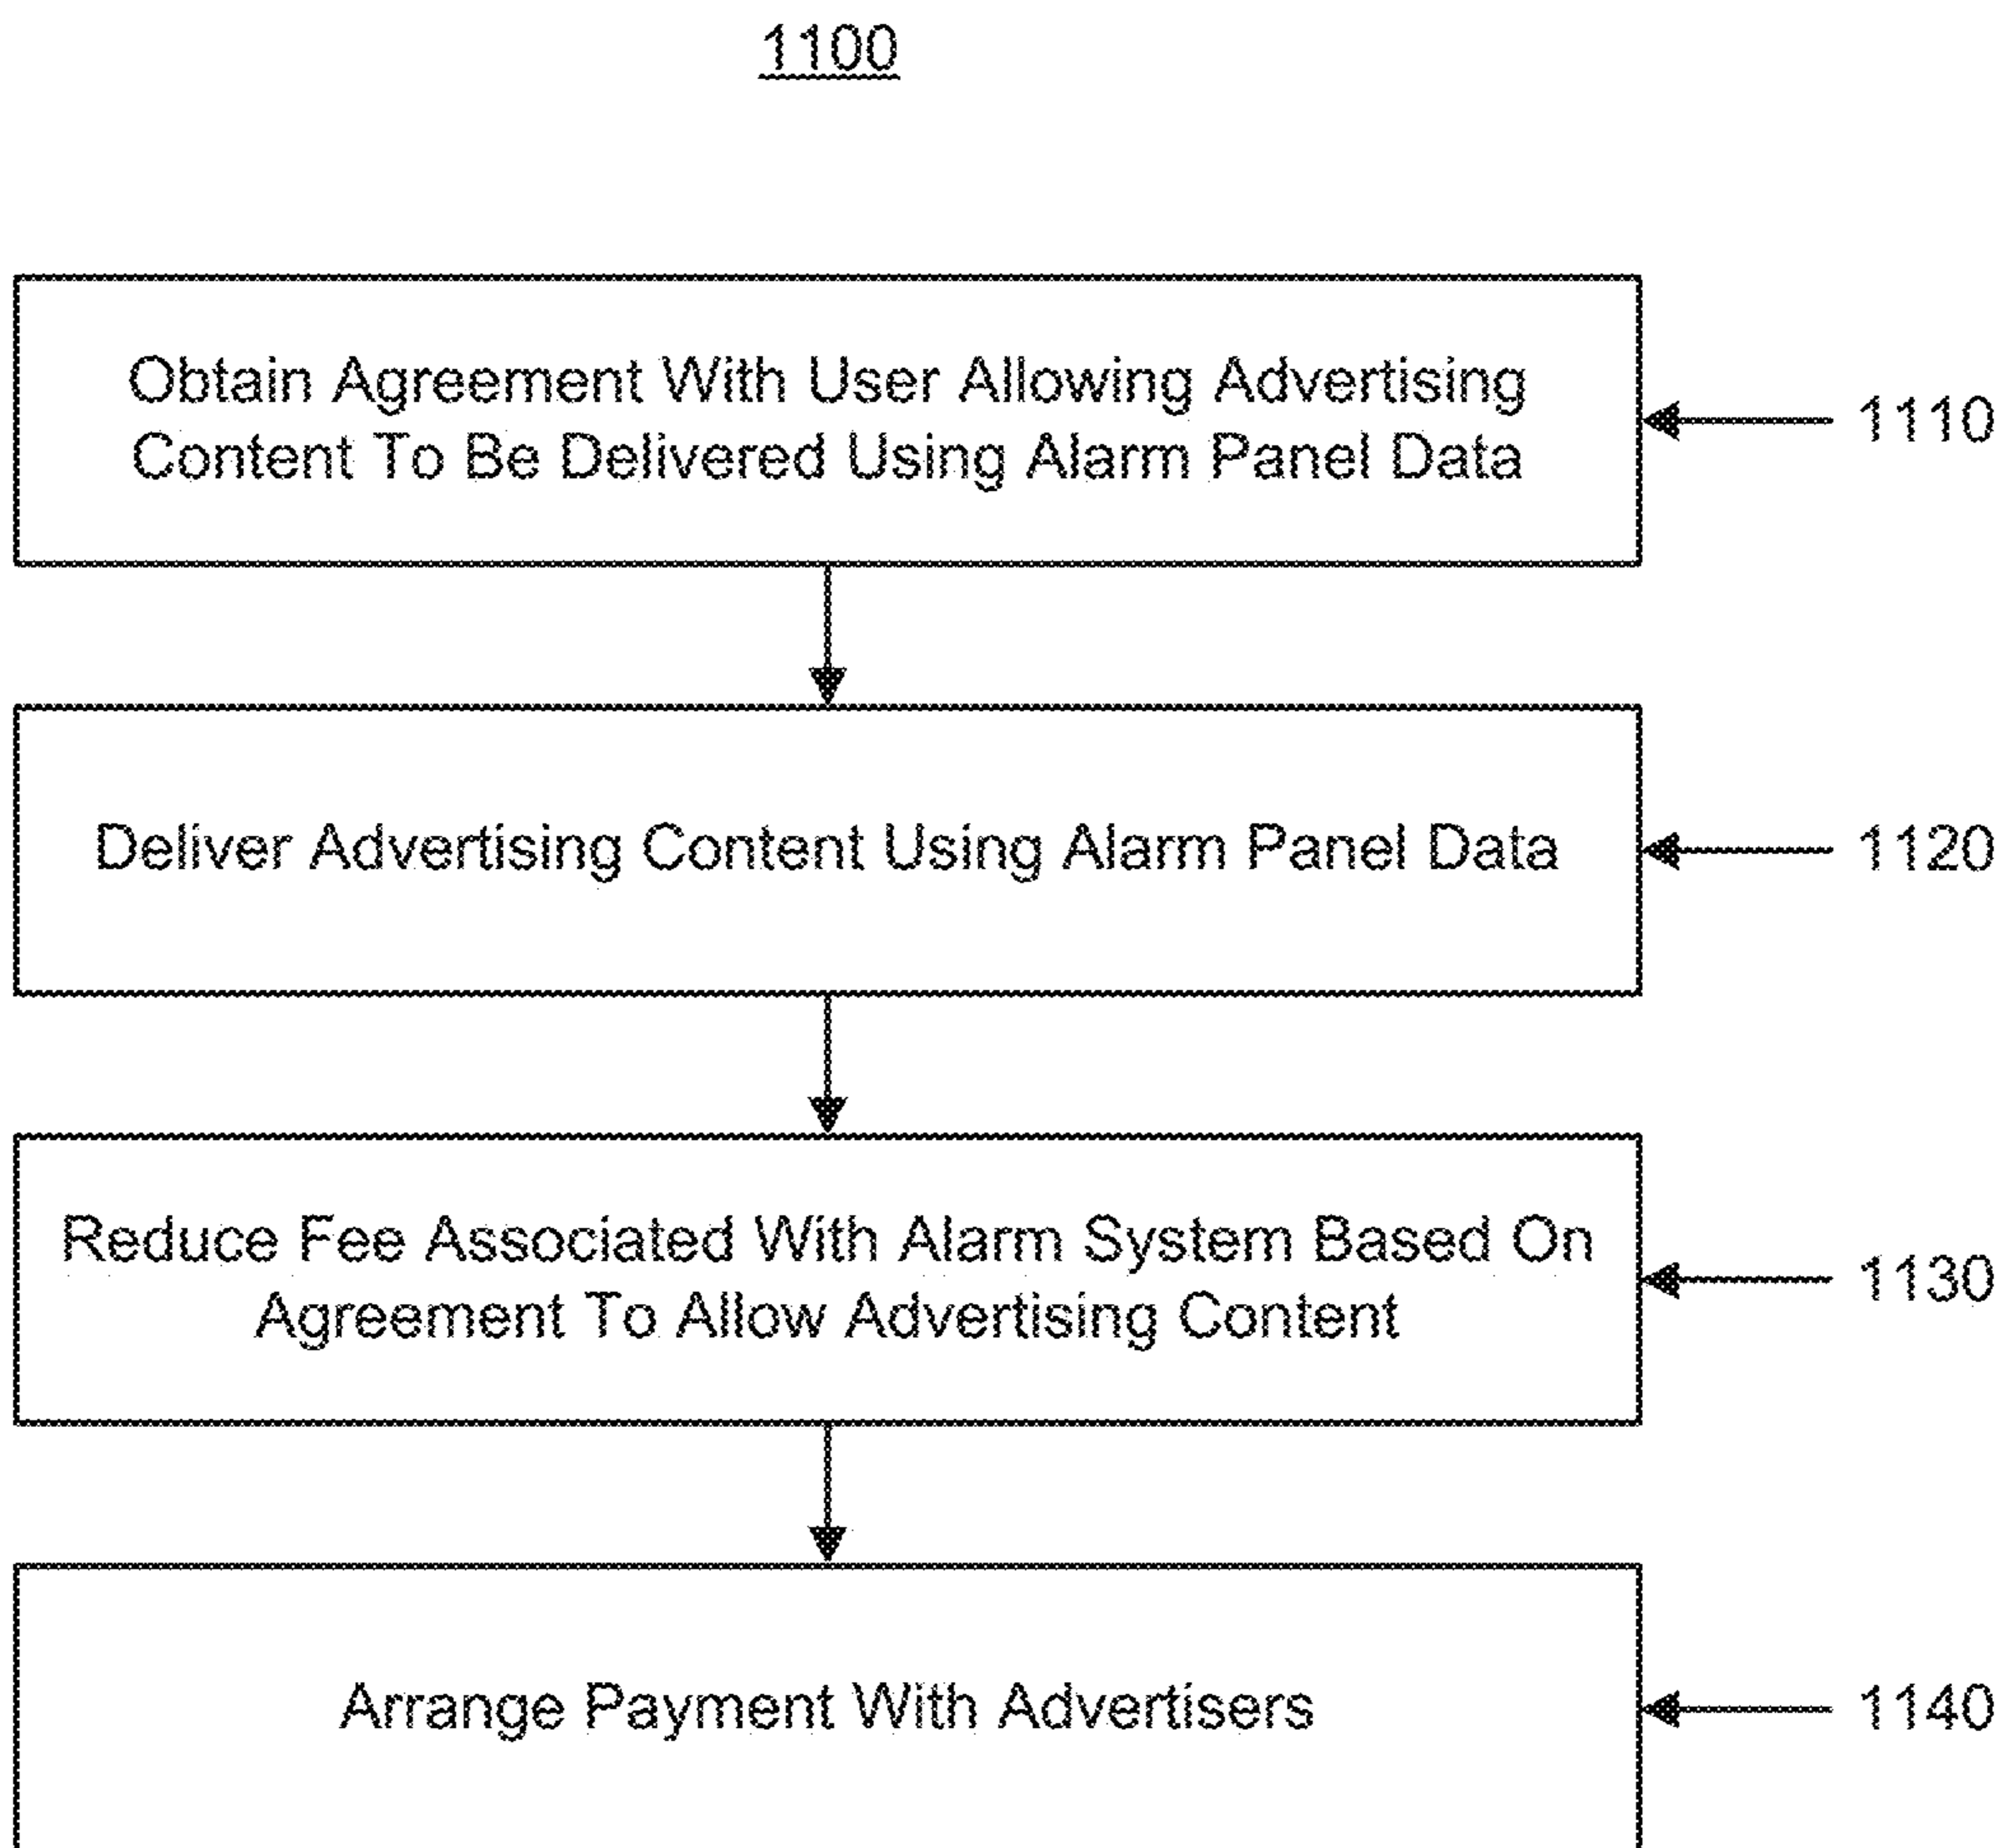 1100
Obtain Agreement With User Allowing Advertising
Content To Be Delivered Using Alarm Panel Data
1110
Deliver Advertising Content Using Alarm Panel Data
1120
Reduce Fee Associated With Alarm System Based On
Agreement To Allow Advertising Content
1130
Arrange Payment With Advertisers
1140